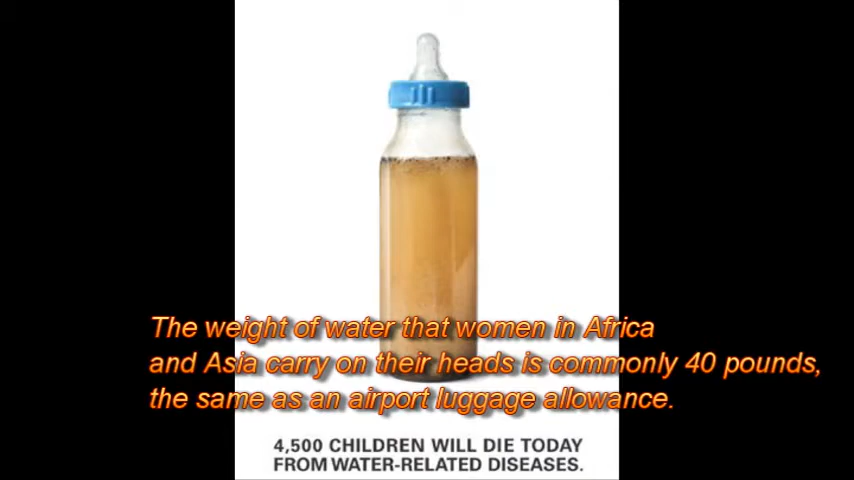 The weight of water that women in Africa
and Asia carry on their heads is commonly 40 pounds,
the same as an airport luggage allowance.
4,500 CHILDREN WILL DIE TODAY
FROM WATER-RELATED DISEASES.